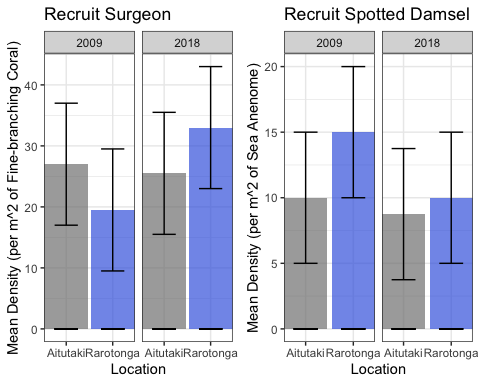 Recruit Surgeon
2009 2018
Mean Density (per m^2 of Fine-branching Coral)
40
30
20
10
0
Aitutaki Rarotonga Aitutaki Rarotonga
Location
Recruit Spotted Damsel
2009 2018
Mean Density (per m^2 of Sea Anenome)
20
15
10
5
0
Aitutaki Rarotonga Aitutaki Rarotonga
Location